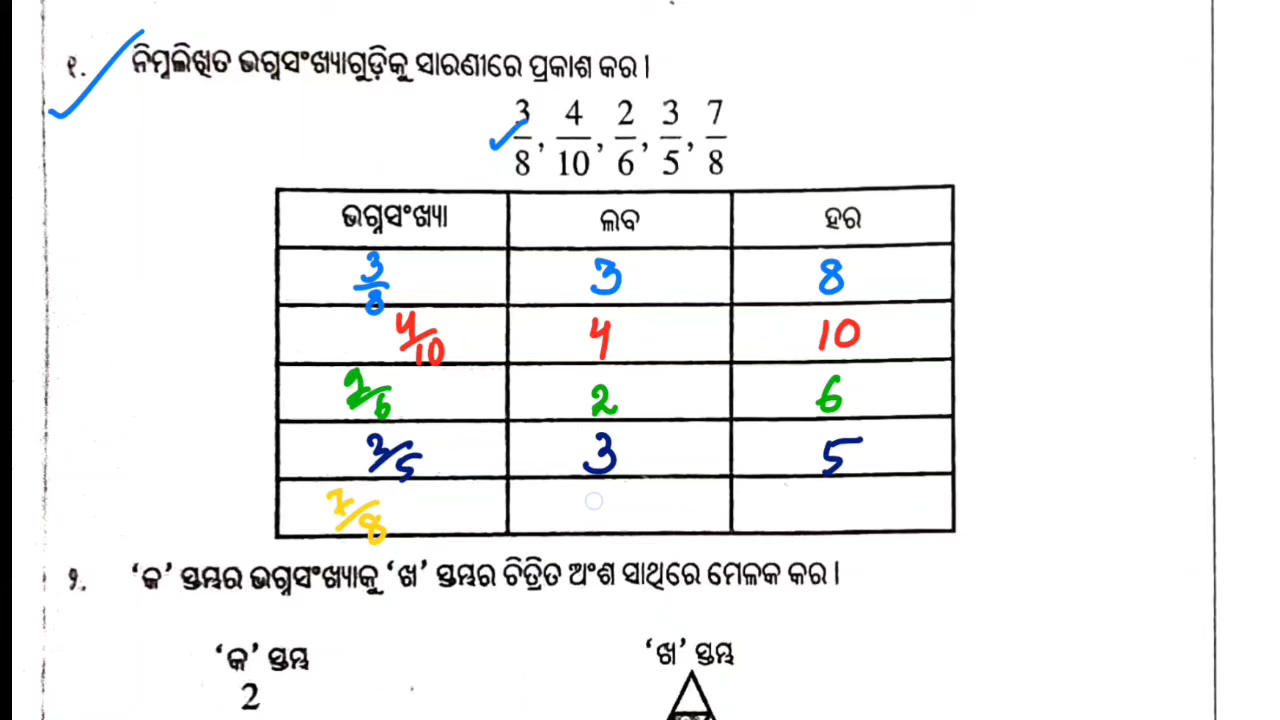 ୧. ନିମ୍ନଲିଖିତ ଭଗ୍ନସଂଖ୍ୟାଗୁଡ଼ିକୁ ସାରଣୀରେ ପ୍ରକାଶ କର ।
3/8, 4/10, 2/6, 3/5, 7/8
ଭଗ୍ନସଂଖ୍ୟା ଲବ ହର
3/8 3 8
4/10 4 10
2/6 2 6
3/5 3 5
7/8
୨. ‘କ’ ସ୍ତମ୍ଭର ଭଗ୍ନସଂଖ୍ୟାକୁ ‘ଖ’ ସ୍ତମ୍ଭର ଚିତ୍ରିତ ଅଂଶ ସାଥିରେ ମେଳକ କର ।
‘କ’ ସ୍ତମ୍ଭ ‘ଖ’ ସ୍ତମ୍ଭ
2